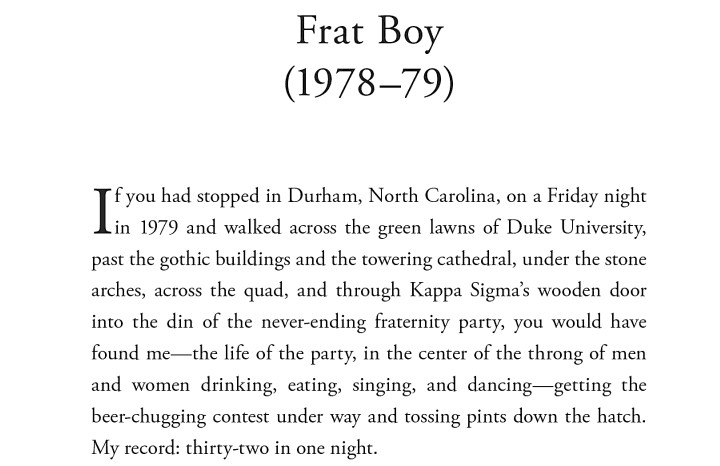 Frat Boy
(1978–79)
If you had stopped in Durham, North Carolina, on a Friday night
in 1979 and walked across the green lawns of Duke University,
past the gothic buildings and the towering cathedral, under the stone
arches, across the quad, and through Kappa Sigma’s wooden door
into the din of the never-ending fraternity party, you would have
found me—the life of the party, in the center of the throng of men
and women drinking, eating, singing, and dancing—getting the
beer-chugging contest under way and tossing pints down the hatch.
My record: thirty-two in one night.